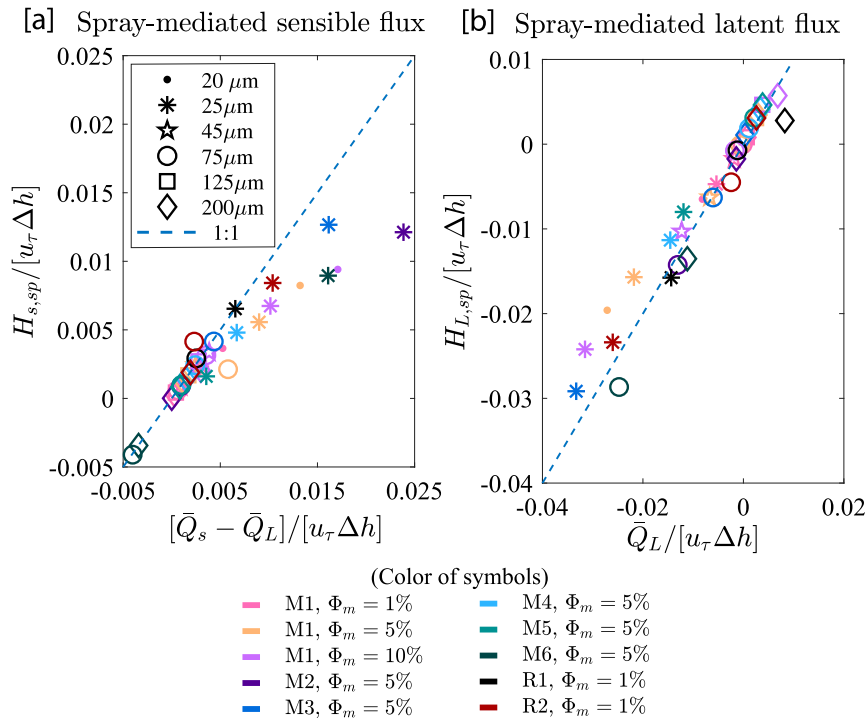 [a] Spray-mediated sensible flux
0.025
0.02
0.015
0.01
0.005
0
-0.005
-0.005
0.005
0.015
0.025
H_{s,sp}/[u_τ Δh]
[Q̄_s − Q̄_L]/[u_τ Δh]
20 μm
25μm
45μm
75μm
125μm
200μm
1:1
[b] Spray-mediated latent flux
0.01
0
-0.01
-0.02
-0.03
-0.04
-0.04
-0.02
0
0.02
H_{L,sp}/[u_τ Δh]
Q̄_L/[u_τ Δh]
(Color of symbols)
M1, Φ_m = 1%
M1, Φ_m = 5%
M1, Φ_m = 10%
M2, Φ_m = 5%
M3, Φ_m = 5%
M4, Φ_m = 5%
M5, Φ_m = 5%
M6, Φ_m = 5%
R1, Φ_m = 1%
R2, Φ_m = 1%